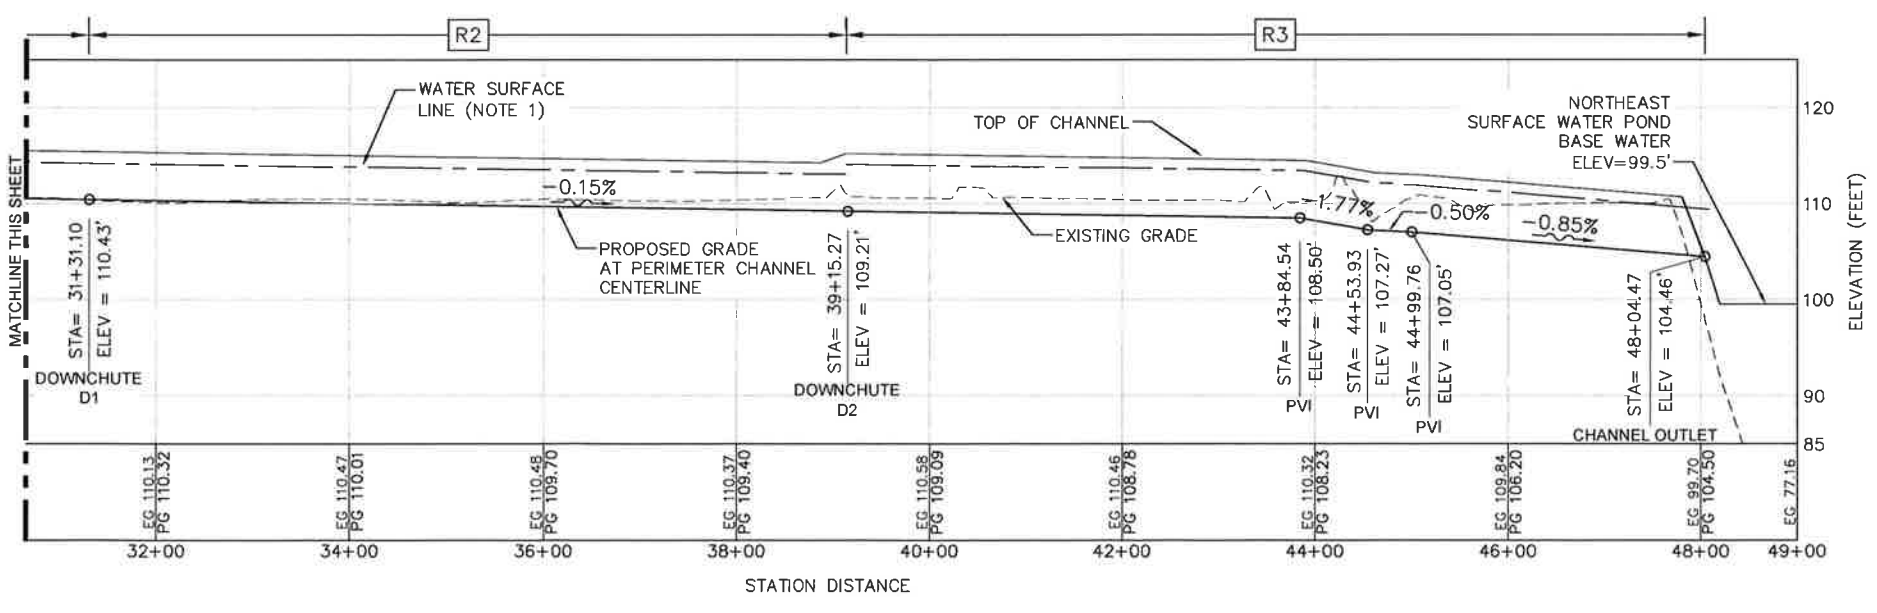 R2
R3
WATER SURFACE
LINE (NOTE 1)
TOP OF CHANNEL
NORTHEAST
SURFACE WATER POND
BASE WATER
ELEV=99.5'
120
110
100
90
85
ELEVATION (FEET)
MATCHLINE THIS SHEET
-0.15%
-1.77%
-0.50%
-0.85%
PROPOSED GRADE
AT PERIMETER CHANNEL
CENTERLINE
EXISTING GRADE
STA= 31+31.10
ELEV = 110.43'
DOWNCHUTE
D1
STA= 39+15.27
ELEV = 109.21'
DOWNCHUTE
D2
STA= 43+84.54
ELEV = 108.50'
PVI
STA= 44+53.93
ELEV = 107.27'
PVI
STA= 44+99.76
ELEV = 107.05'
PVI
STA= 48+04.47
ELEV = 104.46'
CHANNEL OUTLET
EG 110.13
PG 110.32
EG 110.47
PG 110.01
EG 110.48
PG 109.70
EG 110.37
PG 109.40
EG 110.58
PG 109.09
EG 110.46
PG 108.78
EG 110.32
PG 108.23
EG 109.84
PG 106.20
EG 99.70
PG 104.50
EG 77.16
32+00
34+00
36+00
38+00
40+00
42+00
44+00
46+00
48+00
49+00
STATION DISTANCE